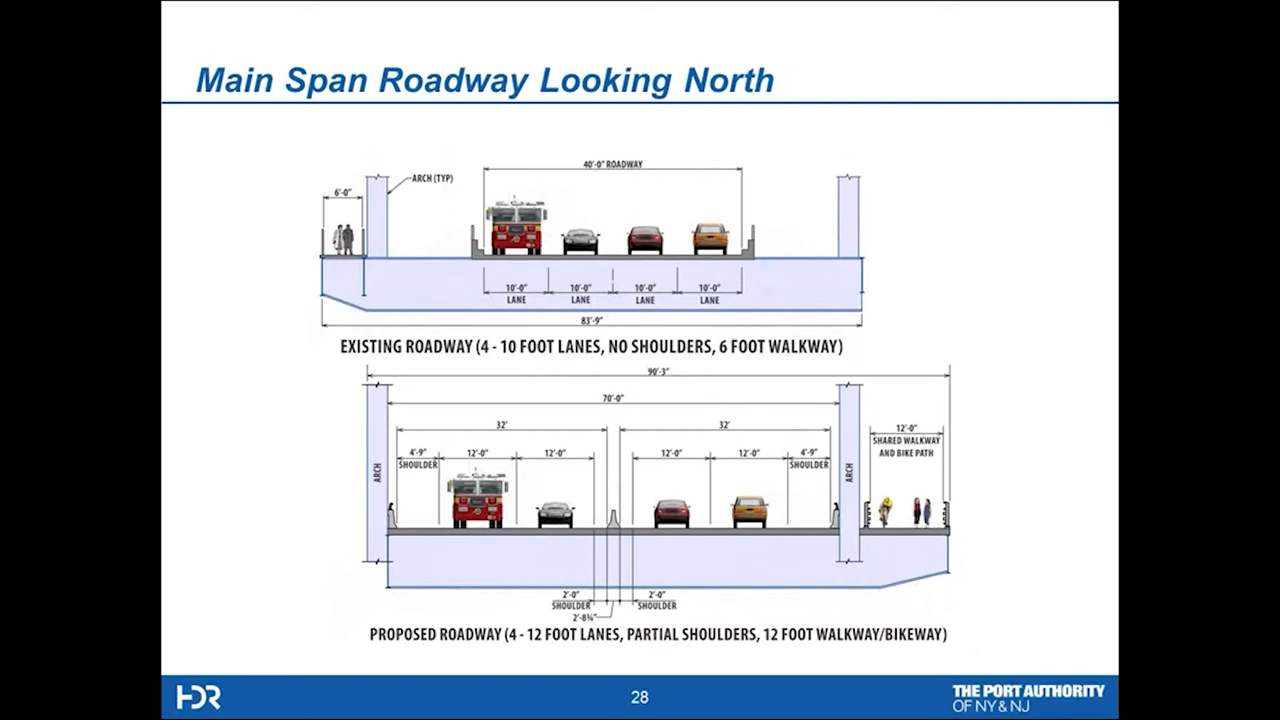 Main Span Roadway Looking North
40'-0" ROADWAY
ARCH (TYP)
6'-0"
10'-0" 10'-0" 10'-0" 10'-0"
LANE LANE LANE LANE
83'-9"
EXISTING ROADWAY (4 - 10 FOOT LANES, NO SHOULDERS, 6 FOOT WALKWAY)
90'-3"
70'-0"
32' 32'
12'-0"
SHARED WALKWAY
AND BIKE PATH
4'-9" 12'-0" 12'-0" 12'-0" 12'-0" 4'-9"
SHOULDER SHOULDER
ARCH ARCH
2'-0" 2'-0"
SHOULDER SHOULDER
2'-8¾"
PROPOSED ROADWAY (4 - 12 FOOT LANES, PARTIAL SHOULDERS, 12 FOOT WALKWAY/BIKEWAY)
HDR
28
THE PORT AUTHORITY
OF NY & NJ